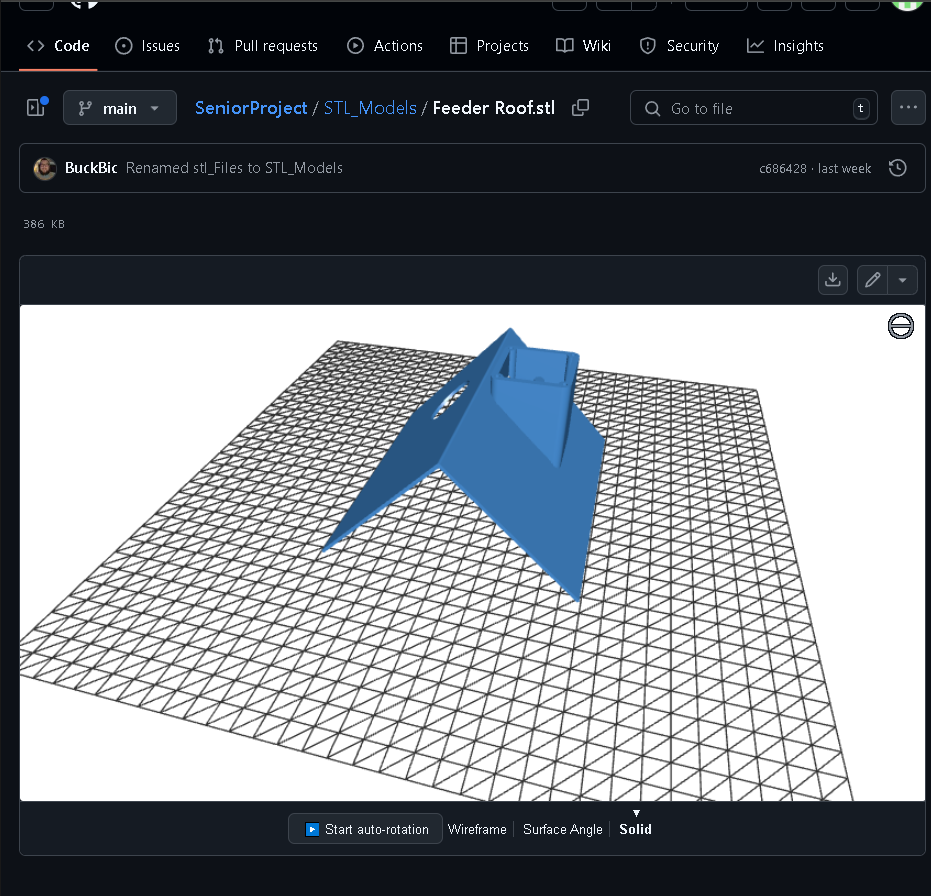 Code Issues Pull requests Actions Projects Wiki Security Insights
main SeniorProject / STL_Models / Feeder Roof.stl Go to file t
BuckBic Renamed stl_Files to STL_Models c686428 · last week
386 KB
Start auto-rotation Wireframe Surface Angle Solid